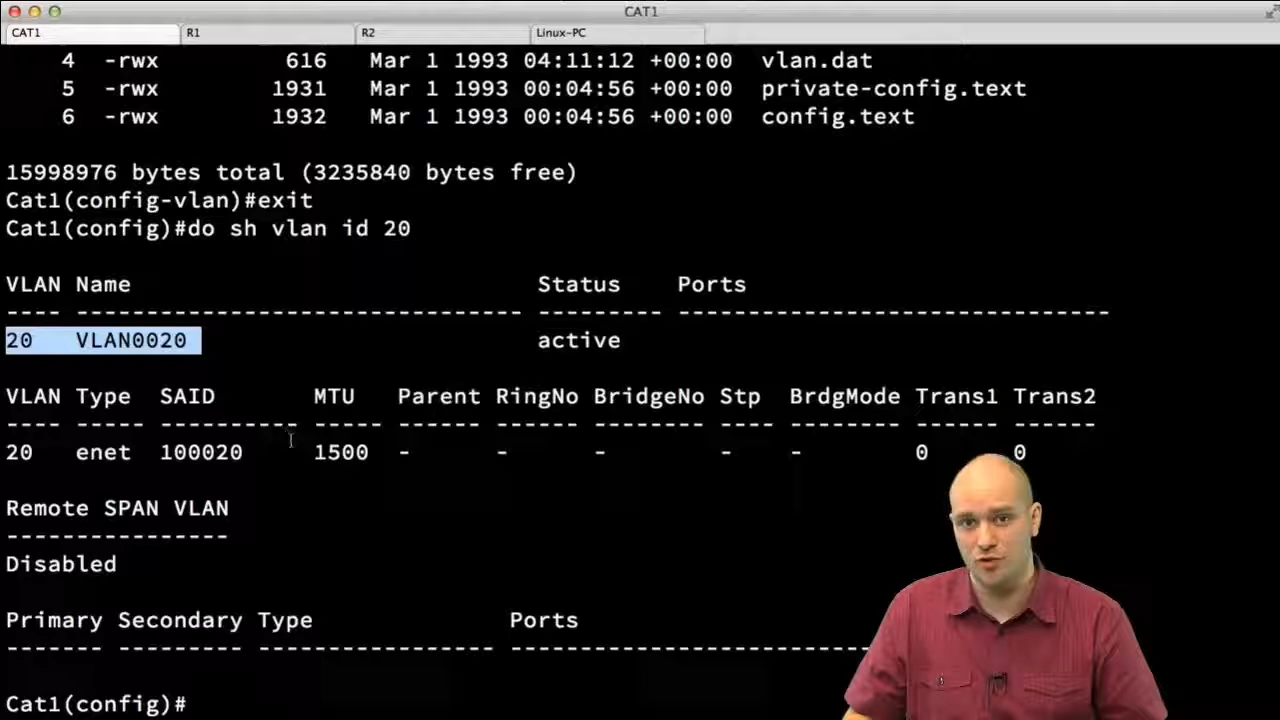 CAT1
CAT1 R1 R2 Linux-PC
4 -rwx 616 Mar 1 1993 04:11:12 +00:00 vlan.dat
5 -rwx 1931 Mar 1 1993 00:04:56 +00:00 private-config.text
6 -rwx 1932 Mar 1 1993 00:04:56 +00:00 config.text
15998976 bytes total (3235840 bytes free)
Cat1(config-vlan)#exit
Cat1(config)#do sh vlan id 20
VLAN Name Status Ports
---- -------------------------------- --------- -------------------------------
20 VLAN0020 active
VLAN Type SAID MTU Parent RingNo BridgeNo Stp BrdgMode Trans1 Trans2
---- ----- ---------- ----- ------ ------ -------- ---- -------- ------ ------
20 enet 100020 1500 - - - - - 0 0
Remote SPAN VLAN
----------------
Disabled
Primary Secondary Type Ports
------- --------- ----------------- --------------------------
Cat1(config)#